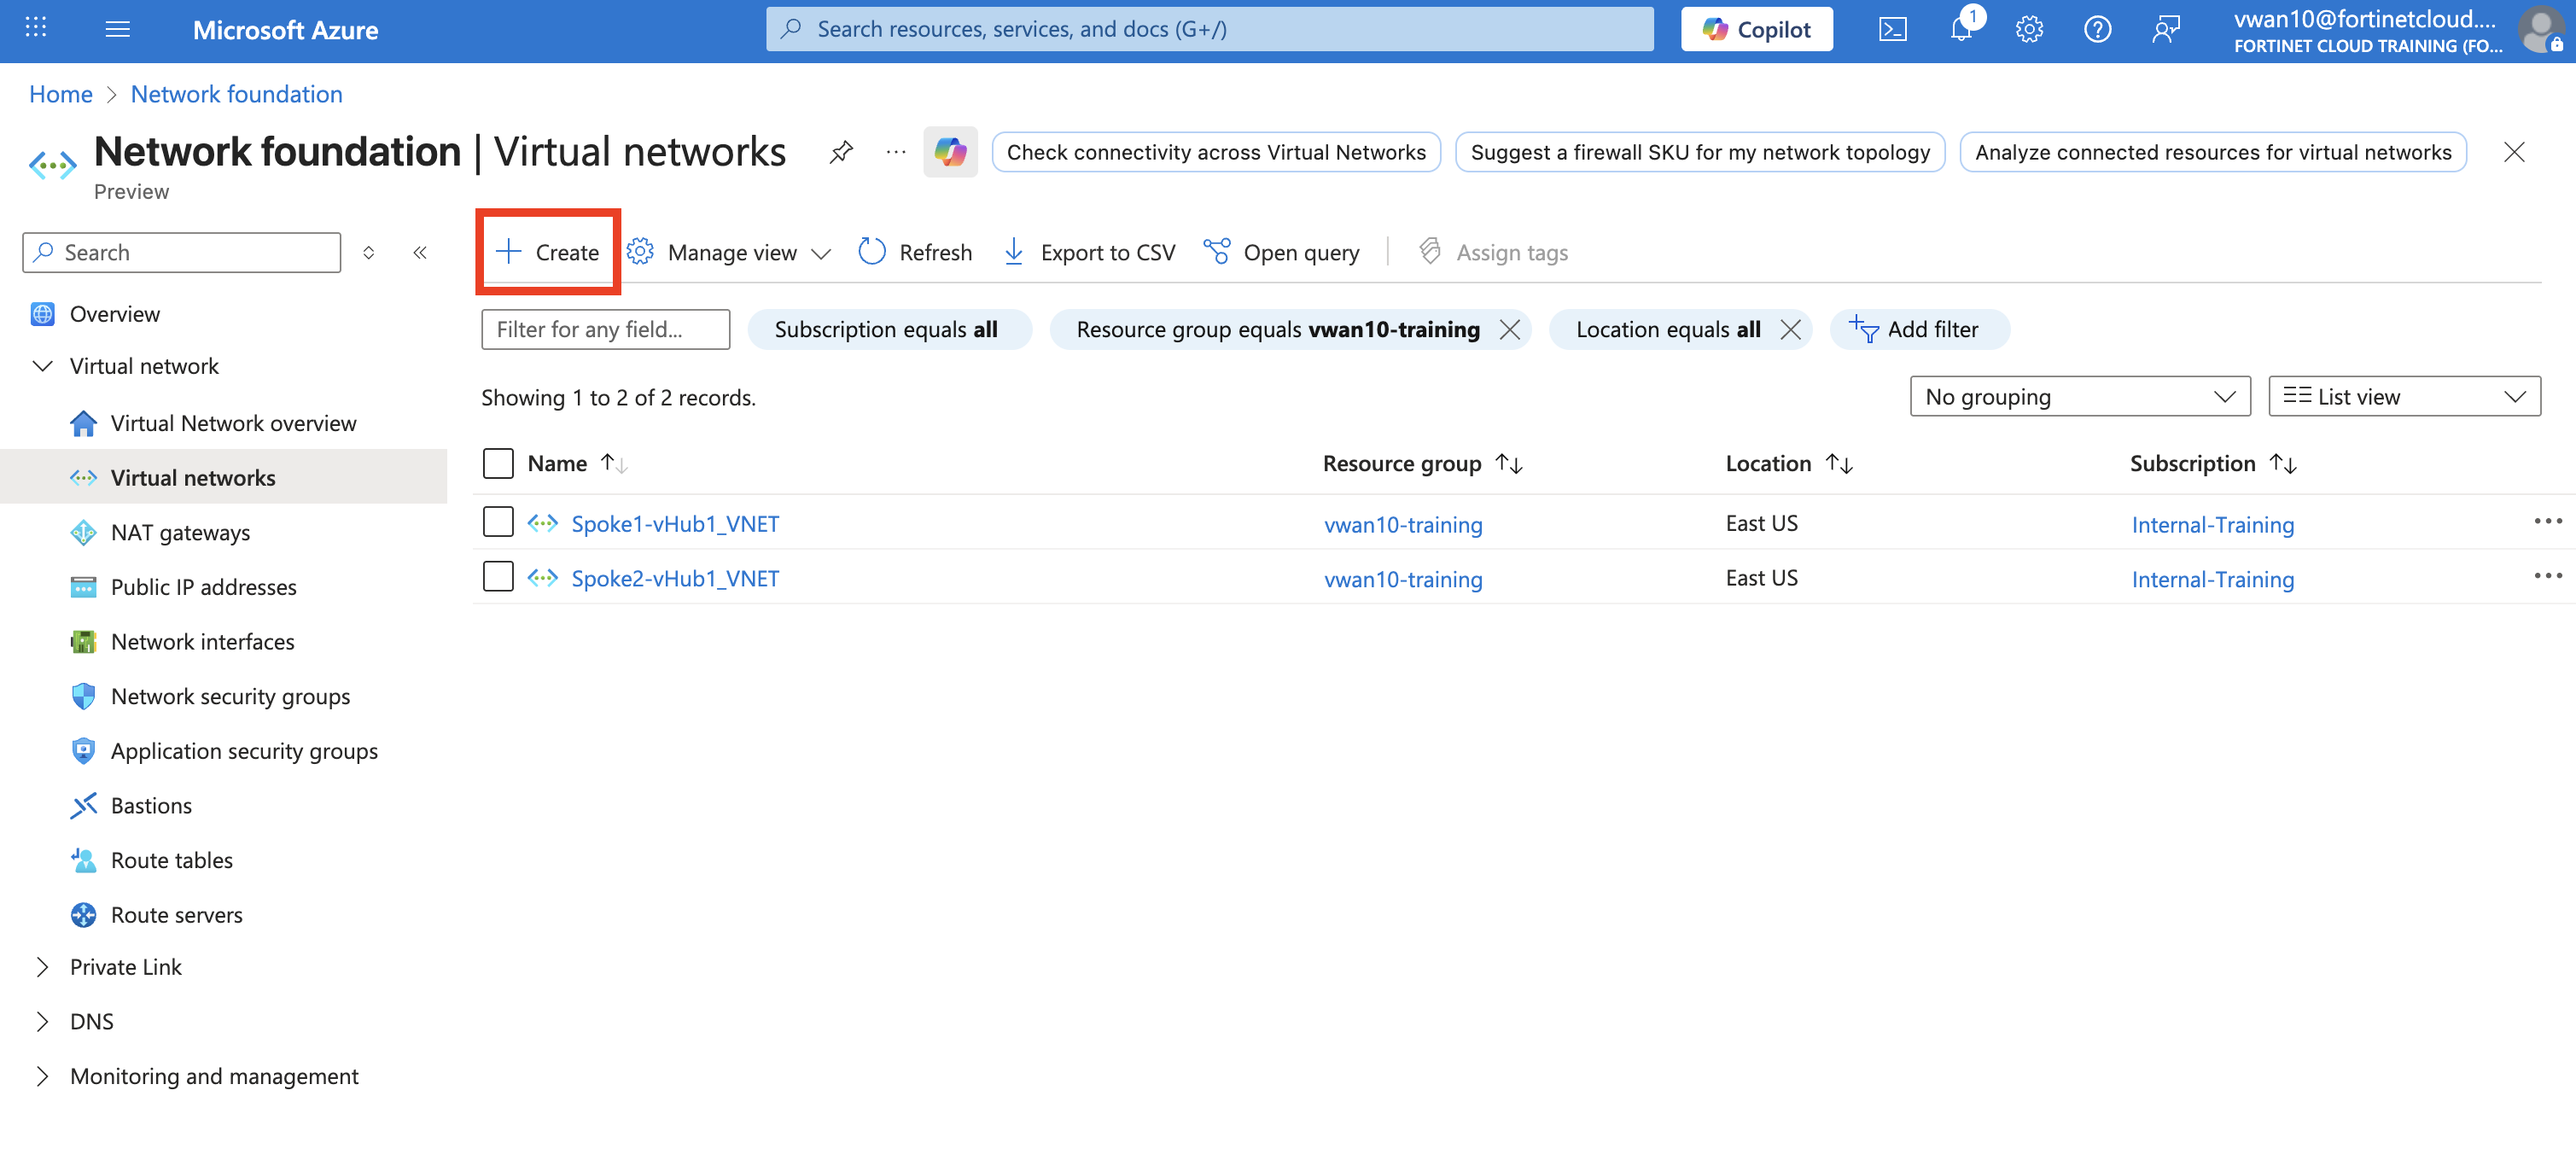 Microsoft Azure
Search resources, services, and docs (G+/)
Copilot
1
vwan10@fortinetcloud....
FORTINET CLOUD TRAINING (FO...
Home > Network foundation
Network foundation | Virtual networks
Preview
Check connectivity across Virtual Networks
Suggest a firewall SKU for my network topology
Analyze connected resources for virtual networks
Search
Overview
Virtual network
Virtual Network overview
Virtual networks
NAT gateways
Public IP addresses
Network interfaces
Network security groups
Application security groups
Bastions
Route tables
Route servers
Private Link
DNS
Monitoring and management
Create
Manage view
Refresh
Export to CSV
Open query
Assign tags
Filter for any field...
Subscription equals all
Resource group equals vwan10-training
Location equals all
Add filter
Showing 1 to 2 of 2 records.
No grouping
List view
Name Resource group Location Subscription
Spoke1-vHub1_VNET vwan10-training East US Internal-Training
Spoke2-vHub1_VNET vwan10-training East US Internal-Training